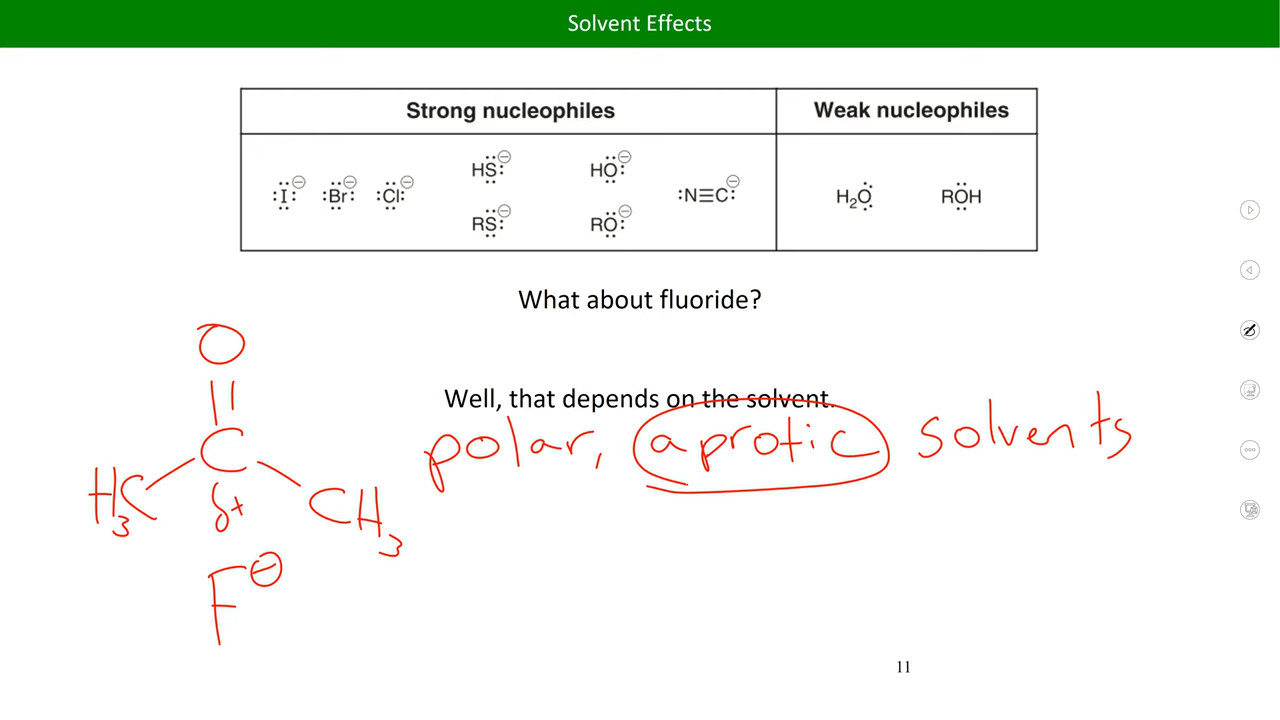 Solvent Effects
Strong nucleophiles Weak nucleophiles
:I:⊖ :Br:⊖ :Cl:⊖ HS:⊖ HO:⊖ :N≡C:⊖ H2O ROH
RS:⊖ RO:⊖
What about fluoride?
Well, that depends on the solvent.
polar, aprotic solvents
O
C
H3C δ+ CH3
F⊖
11